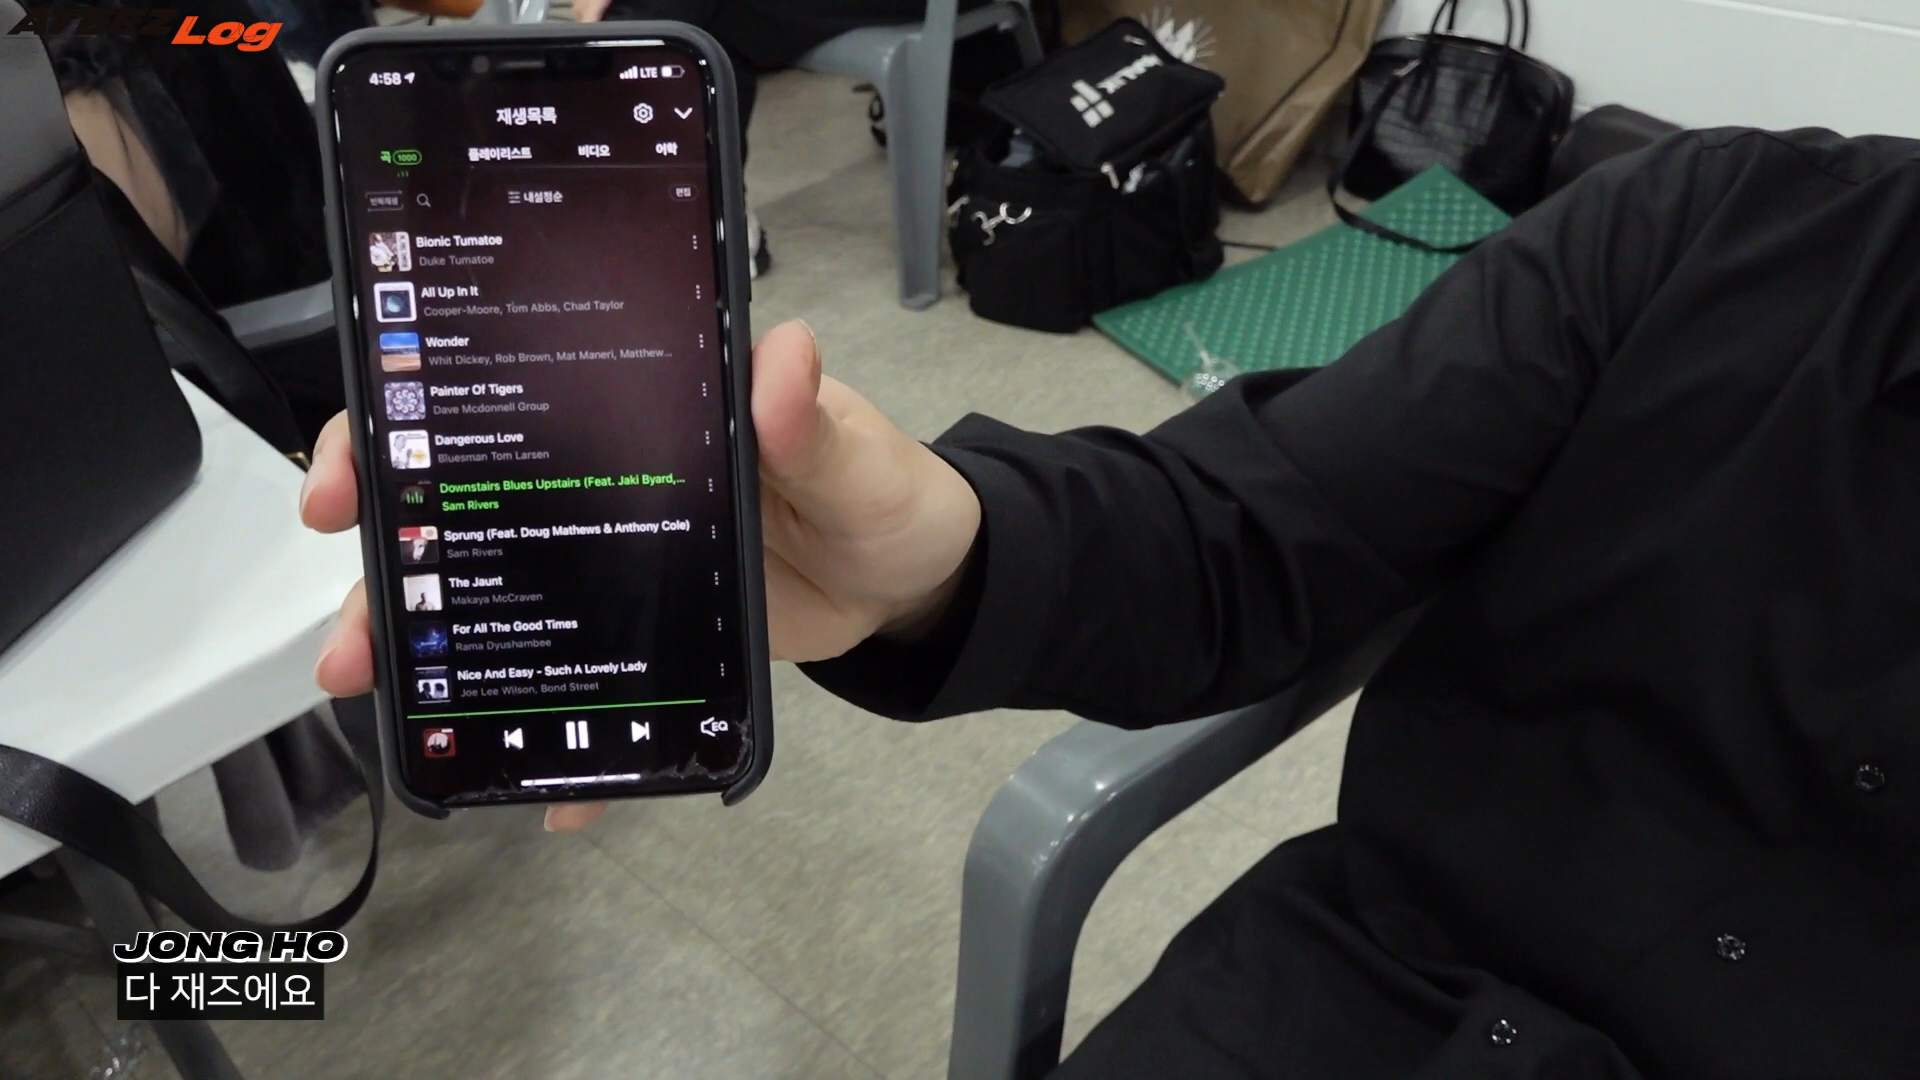 ATEEZ Log
4:58
LTE
재생목록
곡 1000
플레이리스트
비디오
어학
내설정순
편집
Bionic Tumatoe
Duke Tumatoe
All Up In It
Cooper-Moore, Tom Abbs, Chad Taylor
Wonder
Whit Dickey, Rob Brown, Mat Maneri, Matthew...
Painter Of Tigers
Dave Mcdonnell Group
Dangerous Love
Bluesman Tom Larsen
Downstairs Blues Upstairs (Feat. Jaki Byard,...
Sam Rivers
Sprung (Feat. Doug Mathews & Anthony Cole)
Sam Rivers
The Jaunt
Makaya McCraven
For All The Good Times
Rama Dyushambee
Nice And Easy - Such A Lovely Lady
Joe Lee Wilson, Bond Street
EQ
JONG HO
다 재즈에요